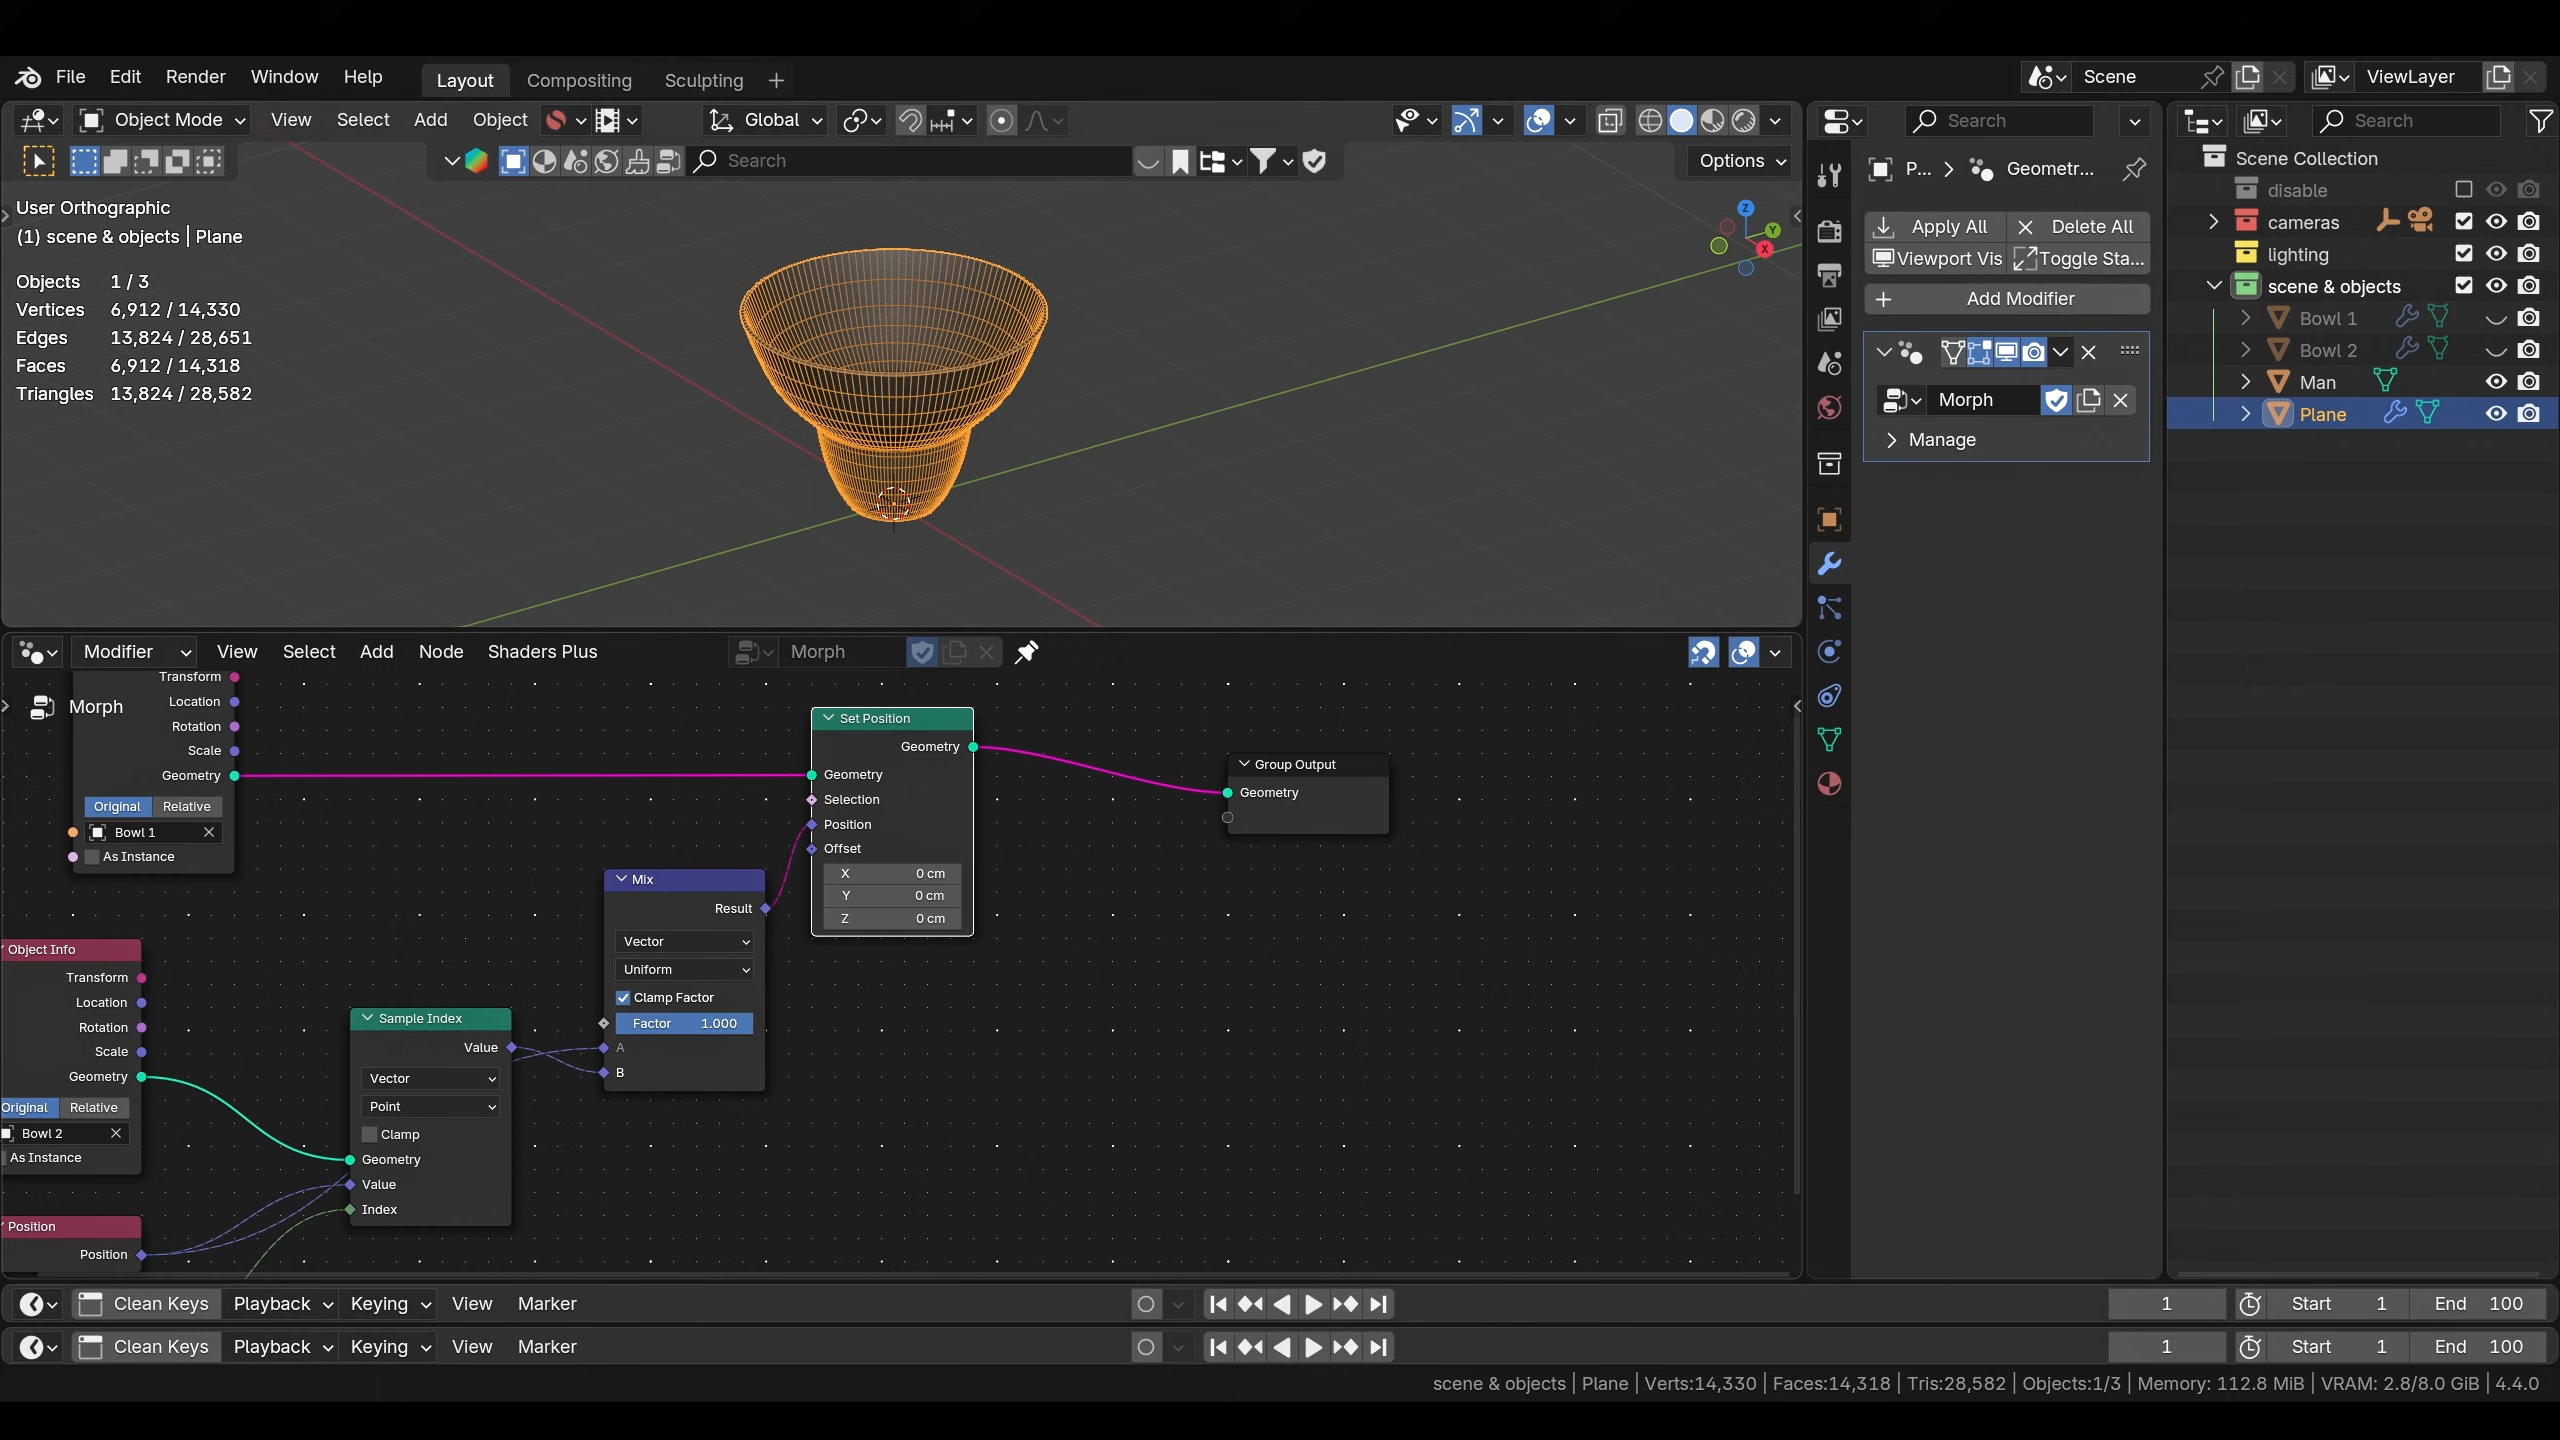 File Edit Render Window Help Layout Compositing Sculpting + Scene ViewLayer
Object Mode View Select Add Object Global Search Search
Search Options
User Orthographic
(1) scene & objects | Plane
Objects 1 / 3
Vertices 6,912 / 14,330
Edges 13,824 / 28,651
Faces 6,912 / 14,318
Triangles 13,824 / 28,582
Z
Y
X
P... > Geometr...
Apply All Delete All
Viewport Vis Toggle Sta...
Add Modifier
Morph
Manage
Scene Collection
disable
cameras
lighting
scene & objects
Bowl 1
Bowl 2
Man
Plane
Modifier View Select Add Node Shaders Plus Morph
Morph
Transform
Location
Rotation
Scale
Geometry
Original Relative
Bowl 1
As Instance
Object Info
Transform
Location
Rotation
Scale
Geometry
Original Relative
Bowl 2
As Instance
Position
Position
Sample Index
Value
Vector
Point
Clamp
Geometry
Value
Index
Mix
Result
Vector
Uniform
Clamp Factor
Factor 1.000
A
B
Set Position
Geometry
Geometry
Selection
Position
Offset
X 0 cm
Y 0 cm
Z 0 cm
Group Output
Geometry
Clean Keys Playback Keying View Marker 1 Start 1 End 100
Clean Keys Playback Keying View Marker 1 Start 1 End 100
scene & objects | Plane | Verts:14,330 | Faces:14,318 | Tris:28,582 | Objects:1/3 | Memory: 112.8 MiB | VRAM: 2.8/8.0 GiB | 4.4.0